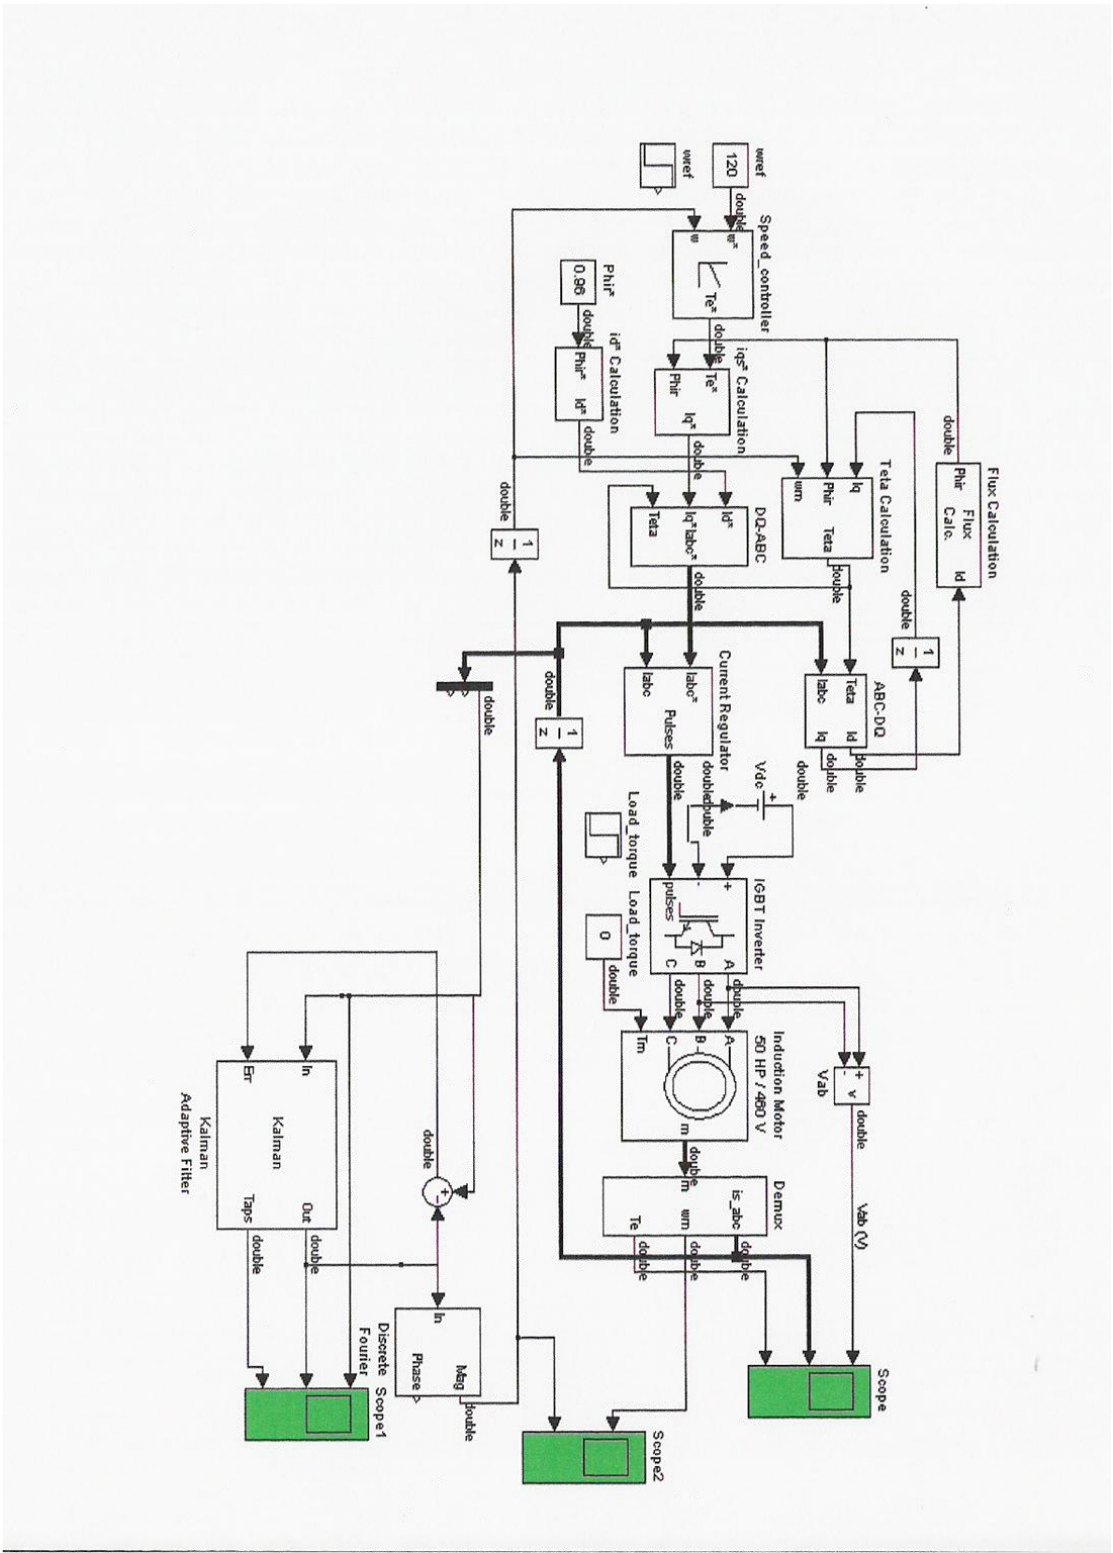 Flux Calculation
Phir
Flux
Calc.
Id
double
double
1
z
ABC-DQ
Teta
Id
Iabc
Iq
double
double
Teta Calculation
Iq
Phir
wm
Teta
double
wref
120
double
wref
Speed_controller
w*
w
Te*
double
iqs* Calculation
Te*
Phir
Iq*
double
Phir*
0.96
double
id* Calculation
Phir*
Id*
double
DQ-ABC
Id*
Iq*
Iabc*
Teta
double
Current Regulator
Iabc*
Iabc
Pulses
double
double
Vdc
+
double
double
IGBT Inverter
+
-
pulses
A
B
C
double
double
double
Load_torque
Load_torque
0
double
Induction Motor
50 HP / 460 V
A
B
C
Tm
m
double
+
-
v
Vab
double
Vab (V)
Demux
m
is_abc
wm
Te
double
double
double
Scope
double
1
z
double
1
z
double
In
Err
Kalman
Out
Taps
Kalman
Adaptive Filter
double
double
double
+
-
In
Mag
Phase
Discrete
Fourier
double
Scope1
Scope2